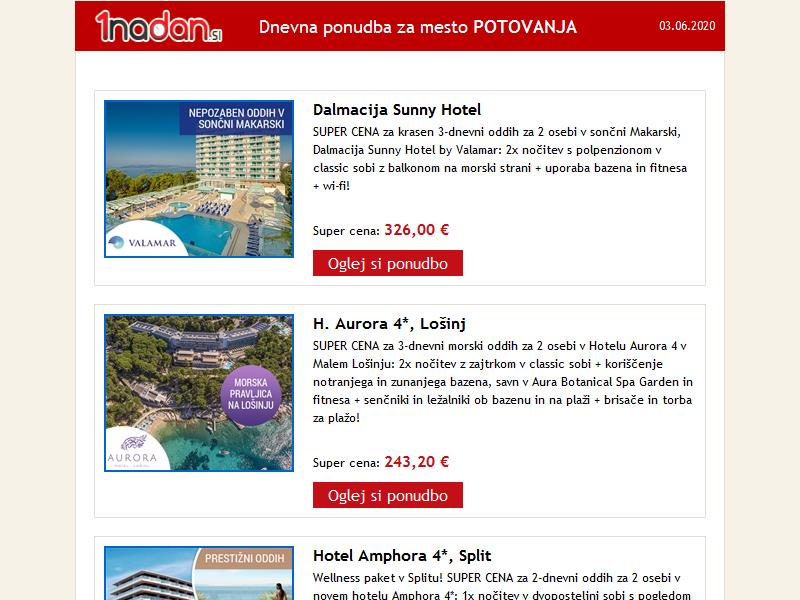 1nadan.si
Dnevna ponudba za mesto POTOVANJA
03.06.2020
NEPOZABEN ODDIH V
SONČNI MAKARSKI
VALAMAR
Dalmacija Sunny Hotel
SUPER CENA za krasen 3-dnevni oddih za 2 osebi v sončni Makarski,
Dalmacija Sunny Hotel by Valamar: 2x nočitev s polpenzionom v
classic sobi z balkonom na morski strani + uporaba bazena in fitnesa
+ wi-fi!
Super cena: 326,00 €
Oglej si ponudbo
MORSKA
PRAVLJICA
NA LOŠINJU
AURORA
H. Aurora 4*, Lošinj
SUPER CENA za 3-dnevni morski oddih za 2 osebi v Hotelu Aurora 4 v
Malem Lošinju: 2x nočitev z zajtrkom v classic sobi + koriščenje
notranjega in zunanjega bazena, savn v Aura Botanical Spa Garden in
fitnesa + senčniki in ležalniki ob bazenu in na plaži + brisače in torba
za plažo!
Super cena: 243,20 €
Oglej si ponudbo
PRESTIŽNI ODDIH
Hotel Amphora 4*, Split
Wellness paket v Splitu! SUPER CENA za 2-dnevni oddih za 2 osebi v
novem hotelu Amphora 4*: 1x nočitev v dvoposteljni sobi s pogledom